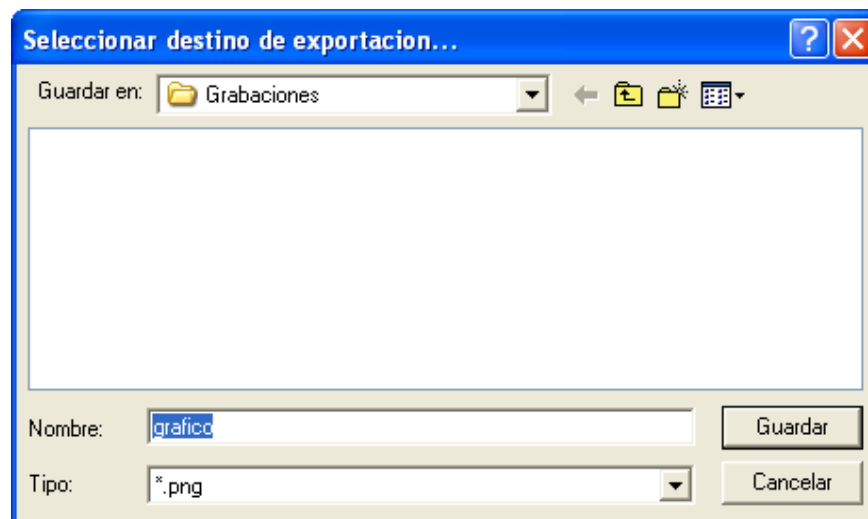 Seleccionar destino de exportacion...
Guardar en: Grabaciones
Nombre: grafico Guardar
Tipo: *.png Cancelar